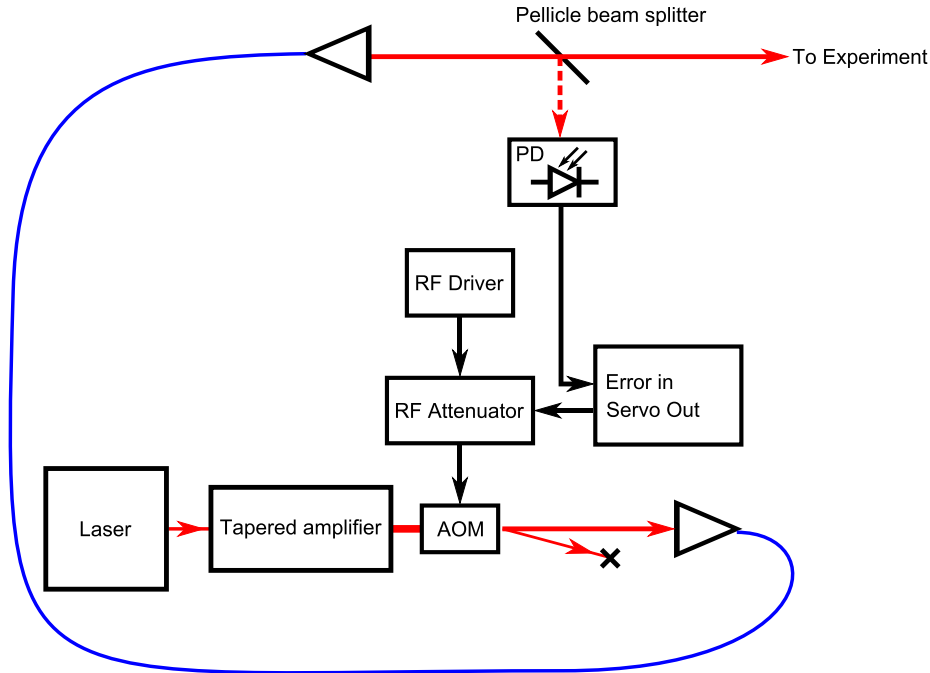 Pellicle beam splitter
To Experiment
PD
RF Driver
Error in
Servo Out
RF Attenuator
Laser
Tapered amplifier
AOM